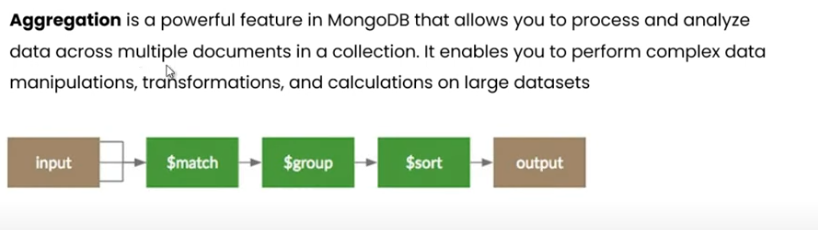 Aggregation is a powerful feature in MongoDB that allows you to process and analyze
data across multiple documents in a collection. It enables you to perform complex data
manipulations, transformations, and calculations on large datasets
input $match $group $sort output